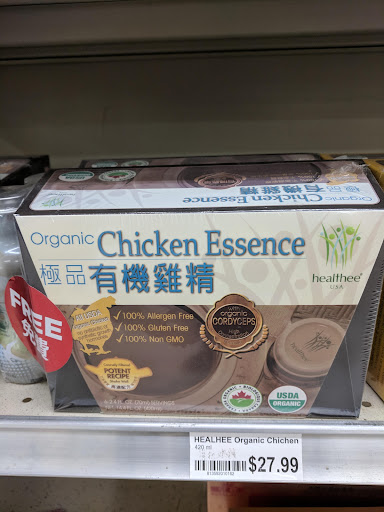 Organic Chicken Essence
極品有機雞精
Organic Chicken Essence
極品有機雞精
healthee
U.S.A
FREE
免費
✓100% Allergen Free
✓100% Gluten Free
✓100% Non GMO
with organic
CORDYCEPS
POTENT
RECIPE
USDA
ORGANIC
HEALHEE Organic Chichen
420 ml
$27.99